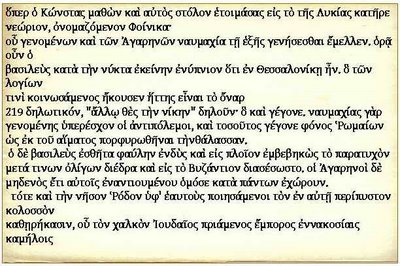 ὅπερ ὁ Κώνστας μαθὼν καὶ αὐτὸς στόλον ἑτοιμάσας εἰς τὸ τῆς Λυκίας κατῆρε
νεώριον, ὀνομαζόμενον Φοίνικα·
οὗ γενομένων καὶ τῶν Ἀγαρηνῶν ναυμαχία τῇ ἑξῆς γενήσεσθαι ἔμελλεν. ὁρᾷ
οὖν ὁ
βασιλεὺς κατὰ τὴν νύκτα ἐκείνην ἐνύπνιον ὅτι ἐν Θεσσαλονίκῃ ἦν. ὃ τῶν
λογίων
τινὶ κοινωσάμενος ἤκουσεν ἥττης εἶναι τὸ ὄναρ
219 δηλωτικόν, "ἄλλῳ θὲς τὴν νίκην" δηλοῦν· ὃ καὶ γέγονε. ναυμαχίας γὰρ
γενομένης ὑπερέσχον οἱ ἀντιπόλεμοι, καὶ τοσοῦτος γέγονε φόνος Ῥωμαίων
ὡς ἐκ τοῦ αἵματος πορφυρωθῆναι τὴνθάλασσαν.
ὁ δὲ βασιλεὺς ἐσθῆτα φαύλην ἐνδὺς καὶ εἰς πλοῖον ἐμβεβηκὼς τὸ παρατυχὸν
μετά τινων ὀλίγων διέδρα καὶ εἰς τὸ Βυζάντιον διασέσωστο. οἱ Ἀγαρηνοὶ δὲ
μηδενὸς ἔτι αὐτοῖς ἐναντιουμένου ὁμόσε κατὰ πάντων ἐχώρουν.
τότε καὶ τὴν νῆσον Ῥόδον ὑφ' ἑαυτοὺς ποιησάμενοι τὸν ἐν αὐτῇ περίπυστον
κολοσσὸν
καθῃρήκασιν, οὗ τὸν χαλκὸν Ἰουδαῖος πριάμενος ἔμπορος ἐννακοσίαις
καμήλοις